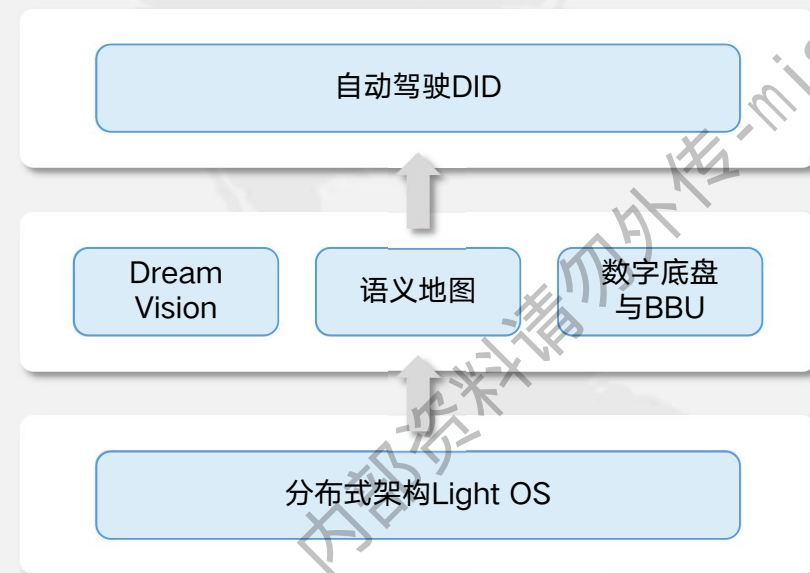 自动驾驶DID
Dream
Vision
语义地图
数字底盘
与BBU
分布式架构Light OS
内部资料请勿外传-mis